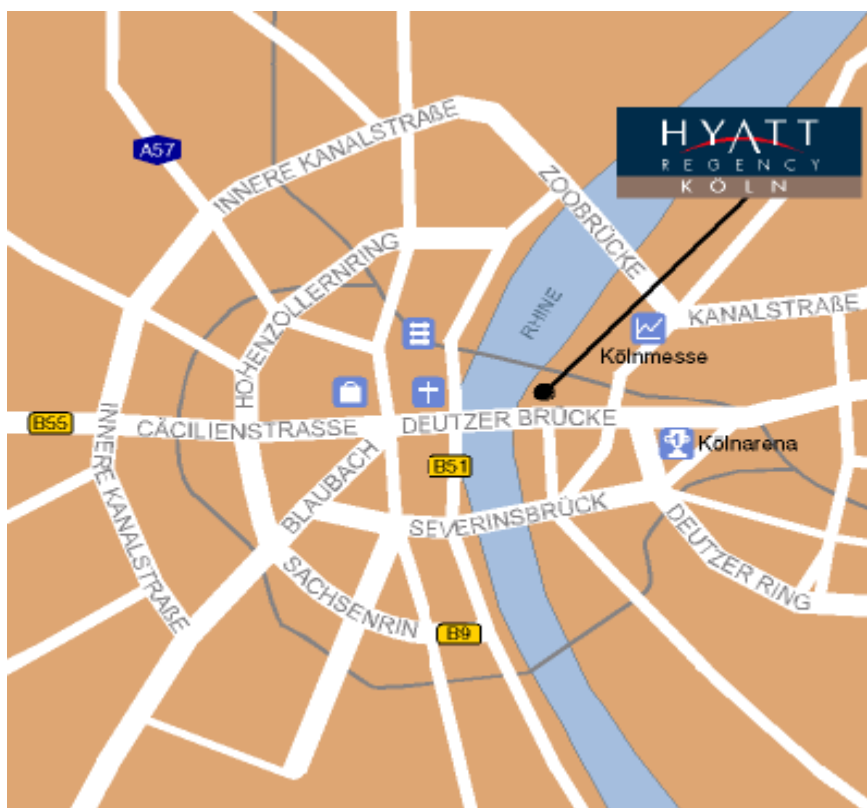 A57
INNERE KANALSTRAßE
ZOOBRÜCKE
HYATT
REGENCY
KÖLN
HOHENZOLLERNRING
RHINE
KANALSTRAßE
Kölnmesse
B55
CÄCILIENSTRASSE
DEUTZER BRÜCKE
Kölnarena
INNERE KANALSTRAßE
BLAUBACH
B51
SEVERINSBRÜCK
DEUTZER RING
SACHSENRIN
B9